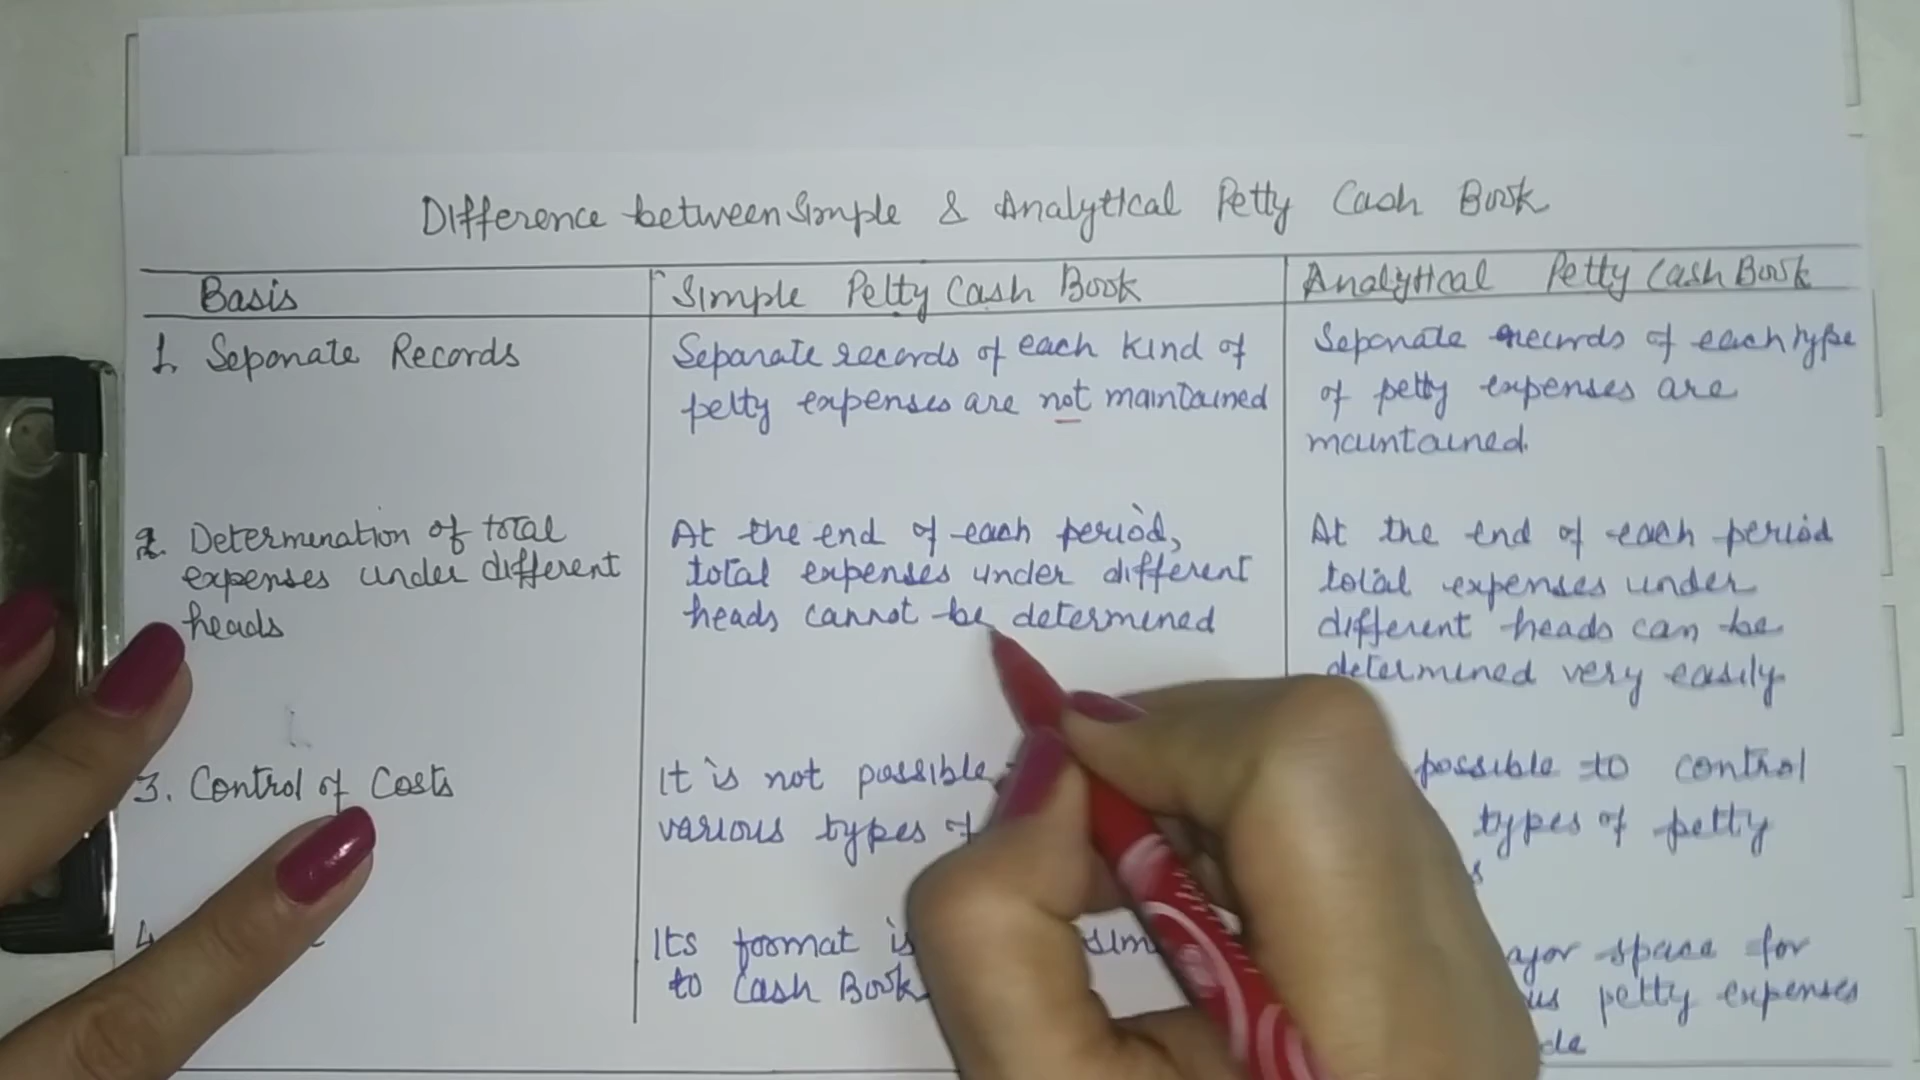 Difference between Simple & Analytical Petty Cash Book
Basis
Simple Petty Cash Book
Analytical Petty Cash Book
1. Seperate Records
Separate records of each kind of
petty expenses are not maintained
Seperate records of each type
of petty expenses are
maintained.
2. Determination of total
expenses under different
heads
At the end of each period,
total expenses under different
heads cannot be determined
At the end of each period
total expenses under
different heads can be
determined very easily
3. Control of Costs
It is not possible
various types of
possible to control
types of petty
4.
Its format is
to Cash Book
space for
petty expenses